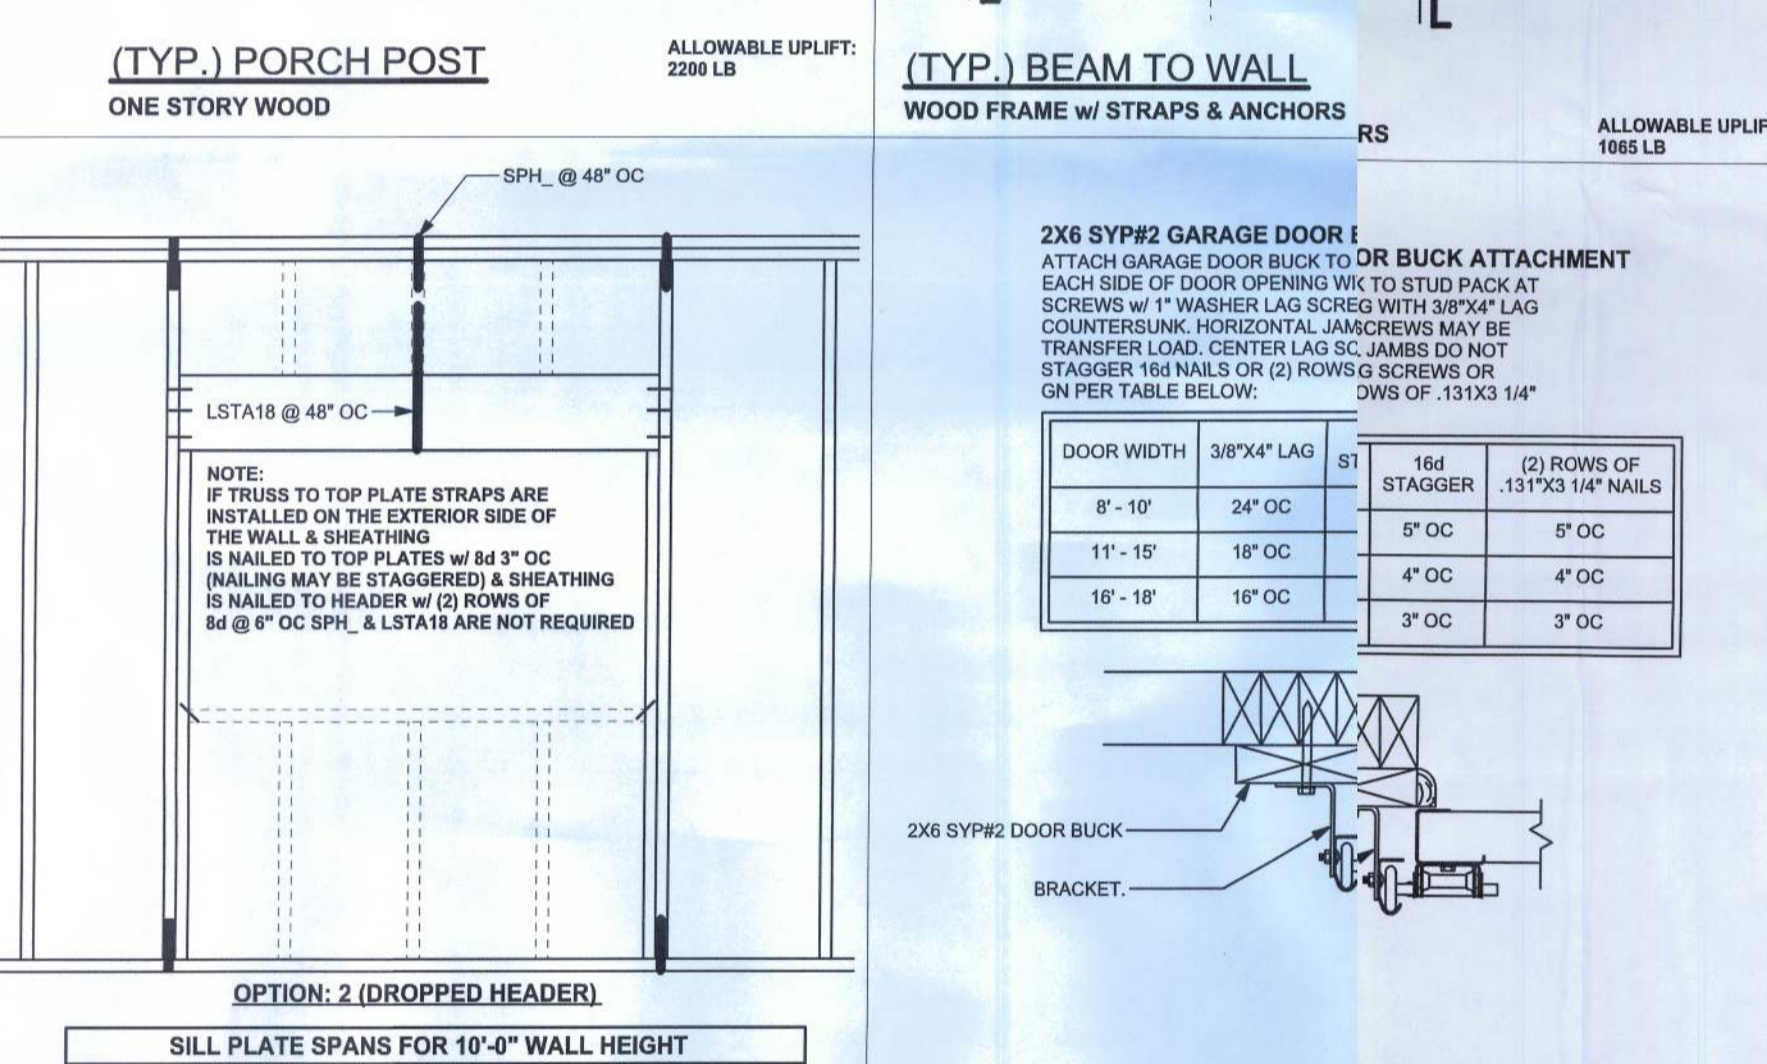 (TYP.) PORCH POST
ONE STORY WOOD
ALLOWABLE UPLIFT:
2200 LB
SPH_ @ 48" OC
LSTA18 @ 48" OC
NOTE:
IF TRUSS TO TOP PLATE STRAPS ARE
INSTALLED ON THE EXTERIOR SIDE OF
THE WALL & SHEATHING
IS NAILED TO TOP PLATES w/ 8d 3" OC
(NAILING MAY BE STAGGERED) & SHEATHING
IS NAILED TO HEADER w/ (2) ROWS OF
8d @ 6" OC SPH_ & LSTA18 ARE NOT REQUIRED
OPTION: 2 (DROPPED HEADER)
SILL PLATE SPANS FOR 10'-0" WALL HEIGHT
(TYP.) BEAM TO WALL
WOOD FRAME w/ STRAPS & ANCHORS
2X6 SYP#2 GARAGE DOOR
ATTACH GARAGE DOOR BUCK TO
EACH SIDE OF DOOR OPENING WI
SCREWS w/ 1" WASHER LAG SCRE
COUNTERSUNK. HORIZONTAL JAM
TRANSFER LOAD. CENTER LAG SC
STAGGER 16d NAILS OR (2) ROWS
GN PER TABLE BELOW:
DOOR WIDTH 3/8"X4" LAG ST
8' - 10' 24" OC
11' - 15' 18" OC
16' - 18' 16" OC
2X6 SYP#2 DOOR BUCK
BRACKET.
RS
ALLOWABLE UPLIF
1065 LB
OR BUCK ATTACHMENT
TO STUD PACK AT
G WITH 3/8"X4" LAG
SCREWS MAY BE
JAMBS DO NOT
G SCREWS OR
OWS OF .131X3 1/4"
16d
STAGGER
(2) ROWS OF
.131"X3 1/4" NAILS
5" OC 5" OC
4" OC 4" OC
3" OC 3" OC